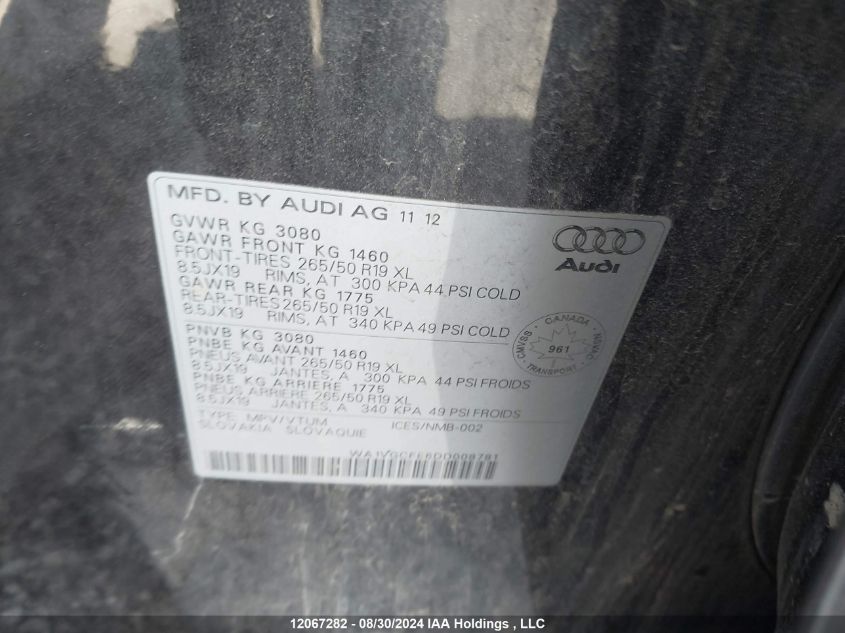 MFD. BY AUDI AG 11 12
GVWR KG 3080
GAWR FRONT KG 1460
FRONT-TIRES 265/50 R19 XL
8.5JX19 RIMS, AT 300 KPA 44 PSI COLD
GAWR REAR KG 1775
REAR-TIRES 265/50 R19 XL
8.5JX19 RIMS, AT 340 KPA 49 PSI COLD
Audi
CANADA
CMVSS 961 NSVAC
TRANSPORT
PNVB KG 3080
PNBE KG AVANT 1460
PNEUS AVANT 265/50 R19 XL
8.5JX19 JANTES, A 300 KPA 44 PSI FROIDS
PNBE KG ARRIERE 1775
PNEUS ARRIERE 265/50 R19 XL
8.5JX19 JANTES, A 340 KPA 49 PSI FROIDS
TYPE MPV/VTUM ICES/NMB-002
SLOVAKIA SLOVAQUIE
12067282 - 08/30/2024 IAA Holdings , LLC